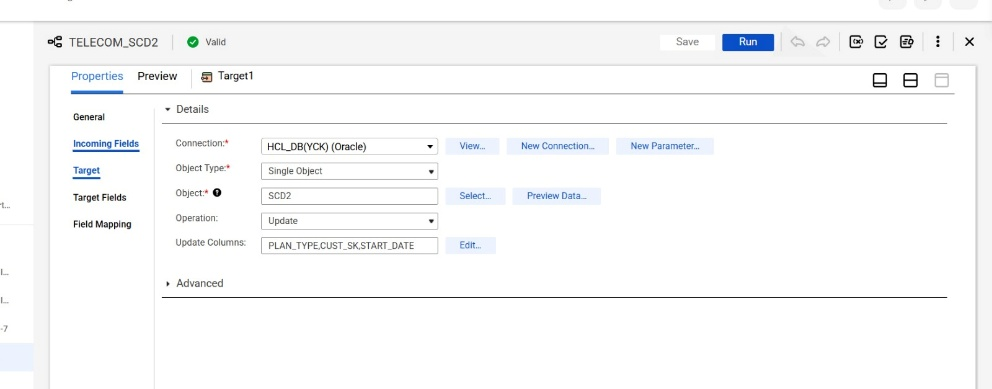 TELECOM_SCD2 Valid Save Run
Properties Preview Target1
General
Incoming Fields
Target
Target Fields
Field Mapping
Details
Connection:* HCL_DB(YCK) (Oracle) View... New Connection... New Parameter...
Object Type:* Single Object
Object:* SCD2 Select... Preview Data...
Operation: Update
Update Columns: PLAN_TYPE,CUST_SK,START_DATE Edit...
Advanced